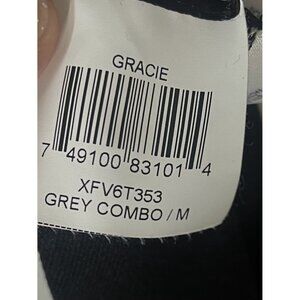 GRACIE
7 49100 83101 4
XFV6T353
GREY COMBO / M